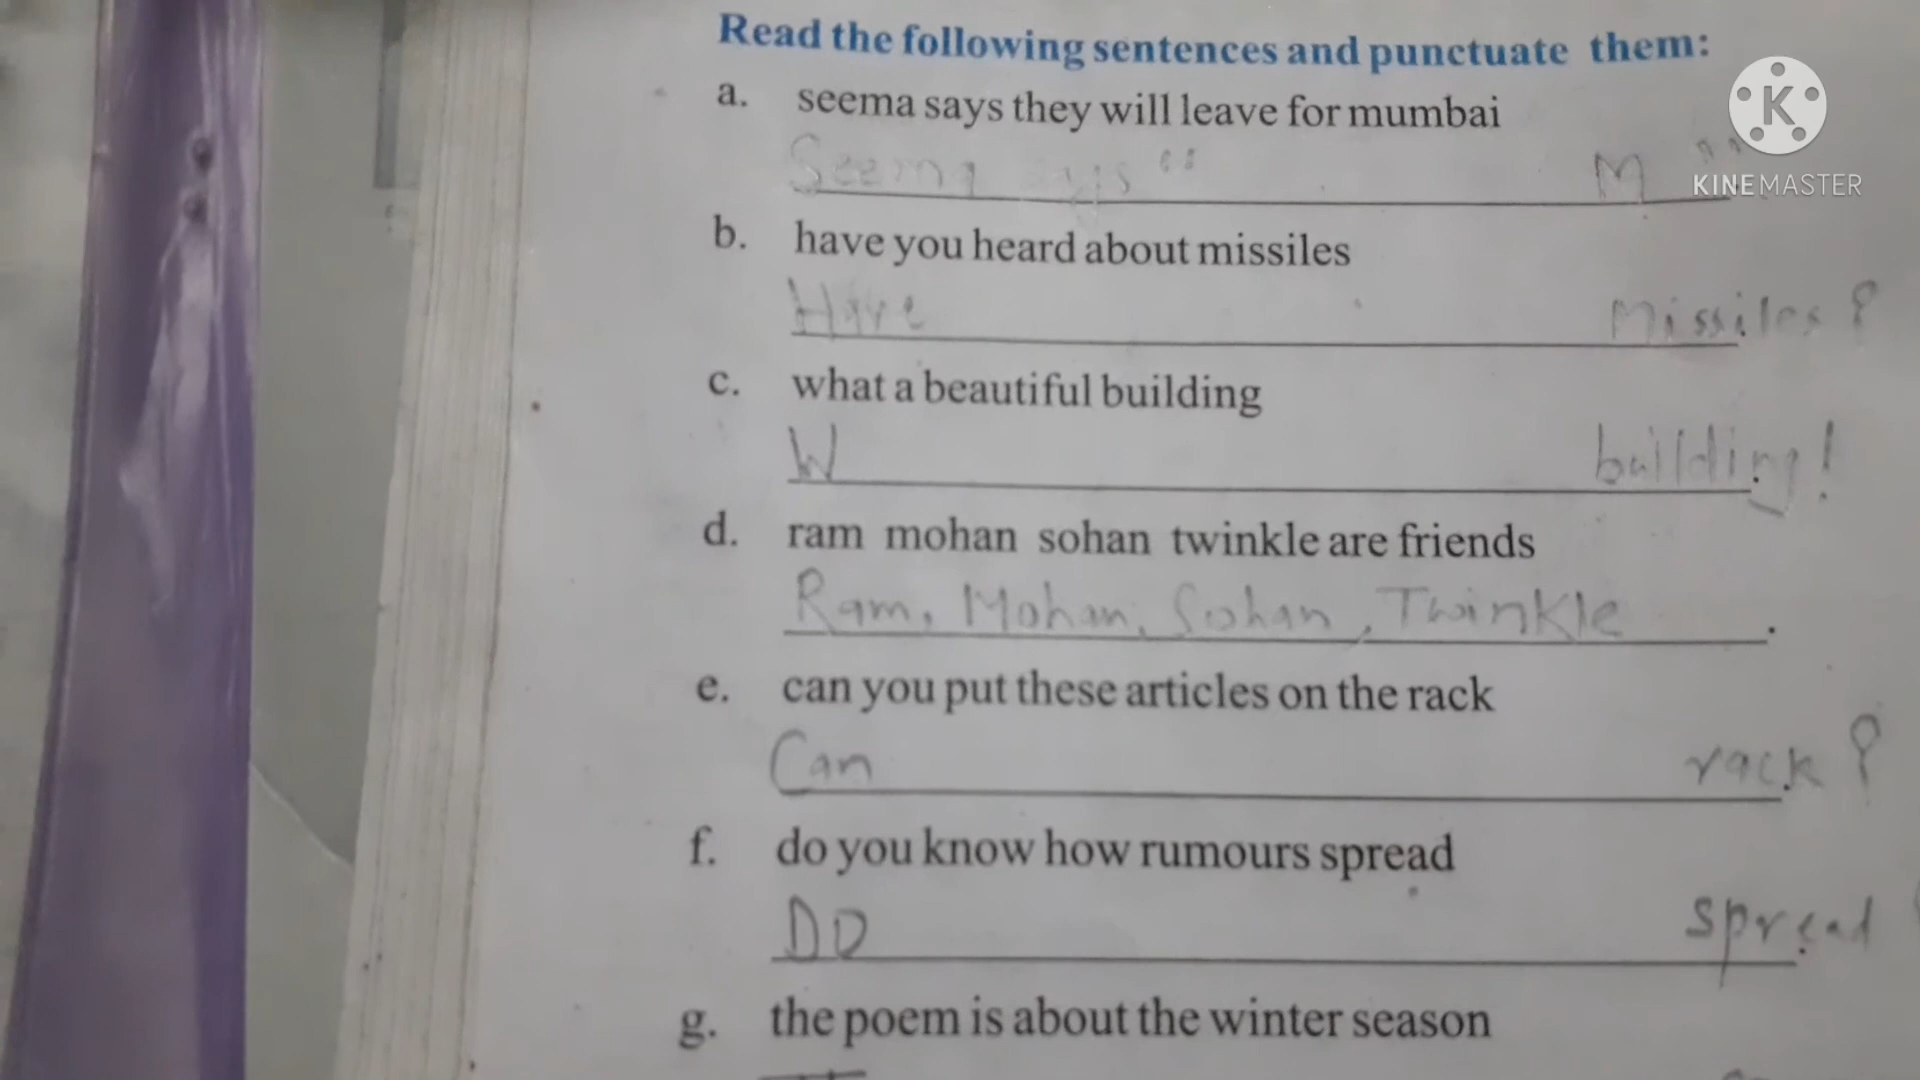 Read the following sentences and punctuate them:
a. seema says they will leave for mumbai
Seema says " M "
K
KINEMASTER
b. have you heard about missiles
Have Missiles?
c. what a beautiful building
W building!
d. ram mohan sohan twinkle are friends
Ram, Mohan, Sohan, Twinkle .
e. can you put these articles on the rack
Can rack?
f. do you know how rumours spread
DO spread
g. the poem is about the winter season